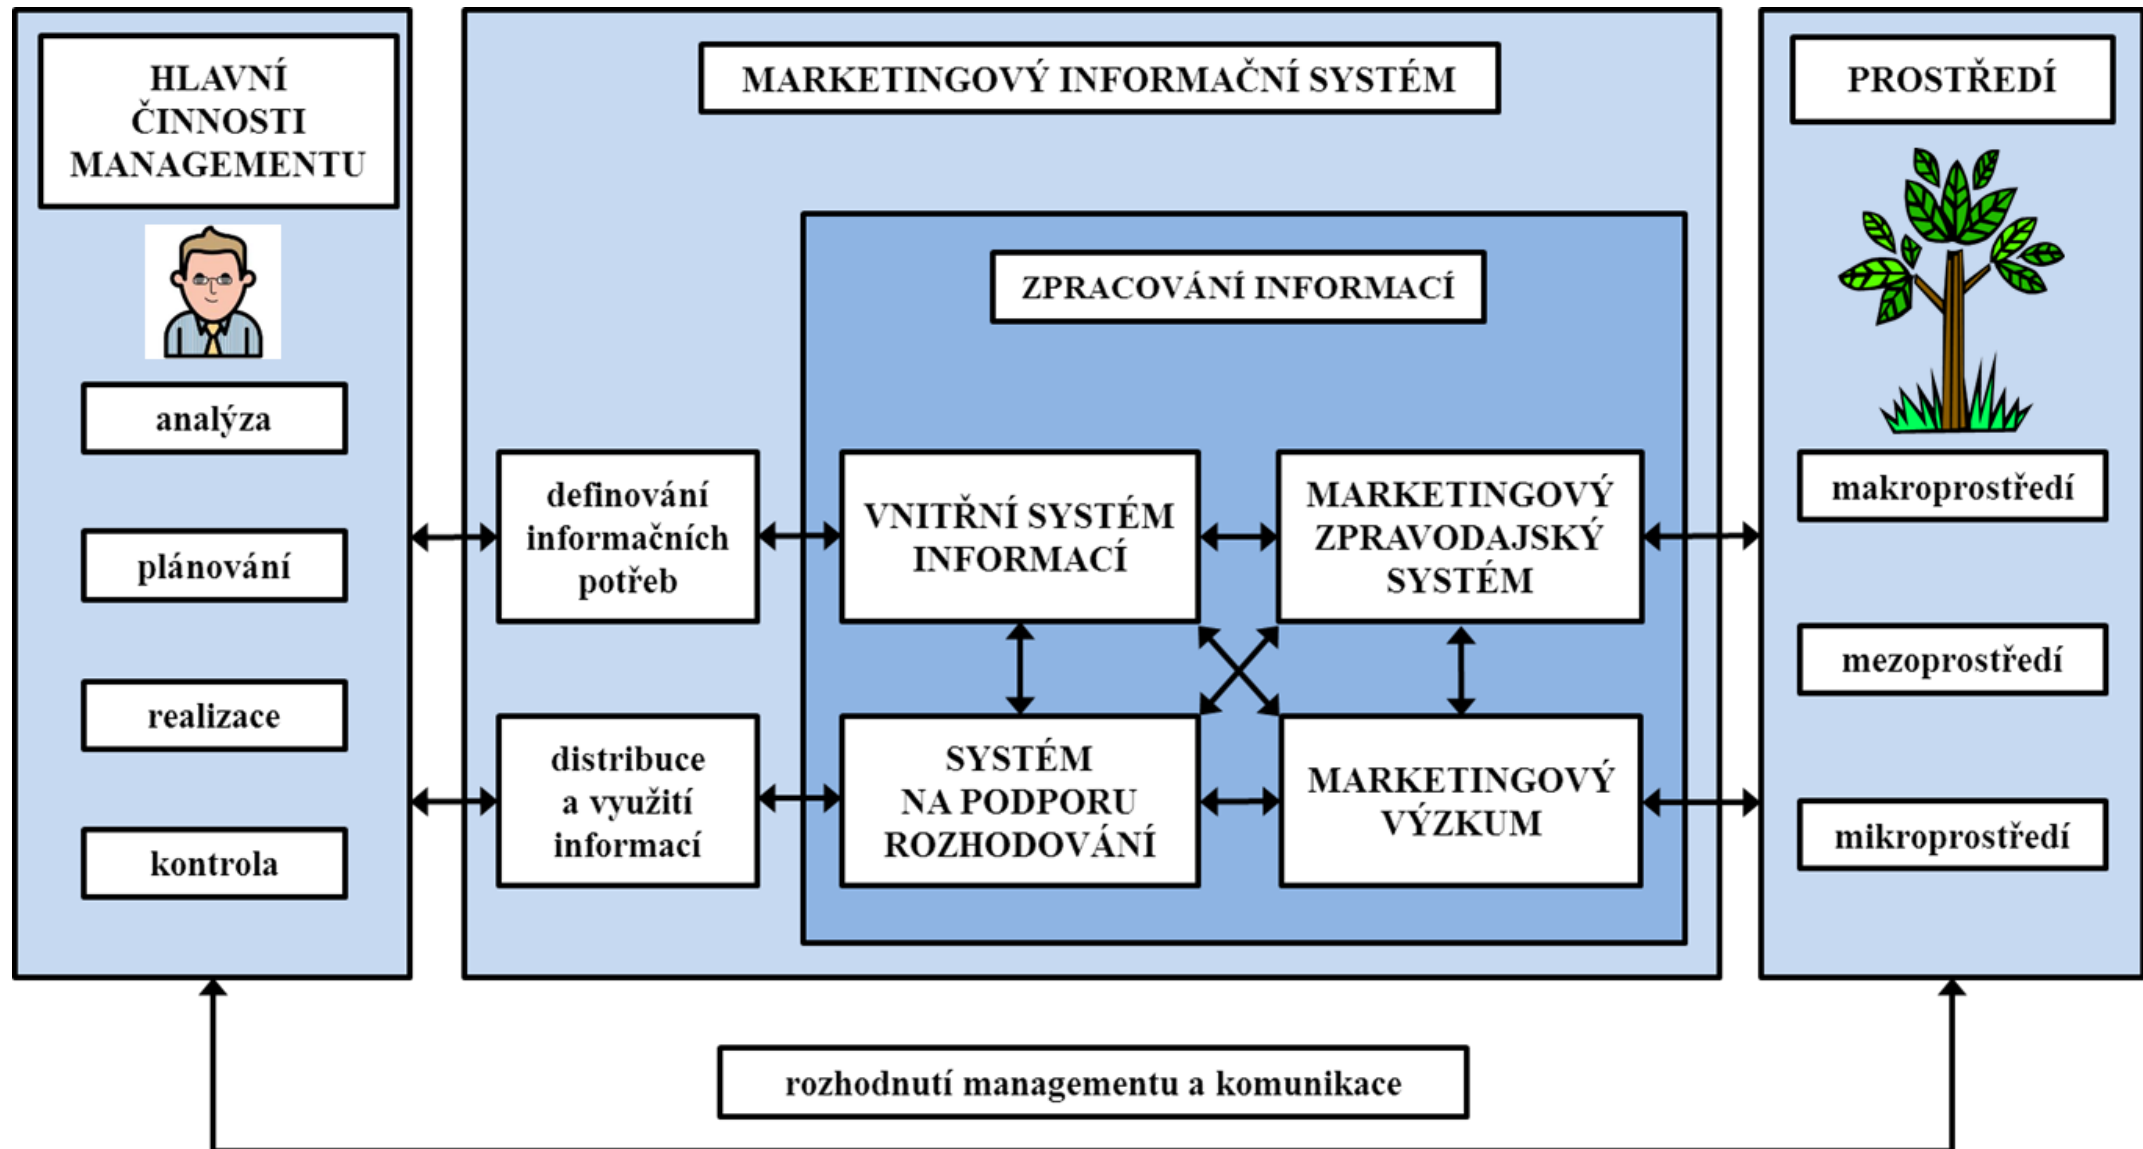 HLAVNÍ
ČINNOSTI
MANAGEMENTU
analýza
plánování
realizace
kontrola
MARKETINGOVÝ INFORMAČNÍ SYSTÉM
ZPRACOVÁNÍ INFORMACÍ
definování
informačních
potřeb
distribuce
a využití
informací
VNITŘNÍ SYSTÉM
INFORMACÍ
MARKETINGOVÝ
ZPRAVODAJSKÝ
SYSTÉM
SYSTÉM
NA PODPORU
ROZHODOVÁNÍ
MARKETINGOVÝ
VÝZKUM
PROSTŘEDÍ
makroprostředí
mezoprostředí
mikroprostředí
rozhodnutí managementu a komunikace